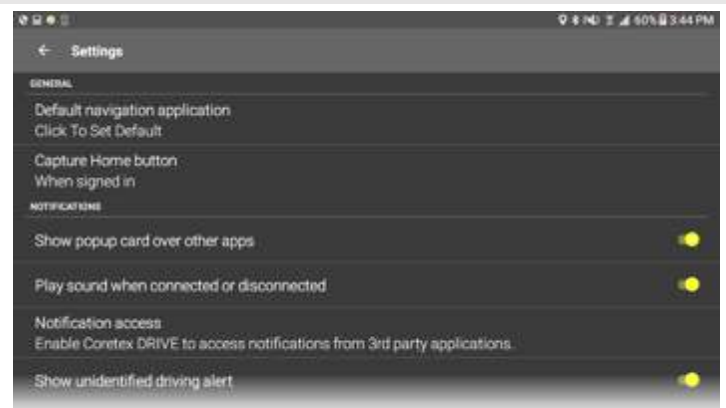 60% 3:44 PM
Settings
GENERAL
Default navigation application
Click To Set Default
Capture Home button
When signed in
NOTIFICATIONS
Show popup card over other apps
Play sound when connected or disconnected
Notification access
Enable Coretex DRIVE to access notifications from 3rd party applications.
Show unidentified driving alert